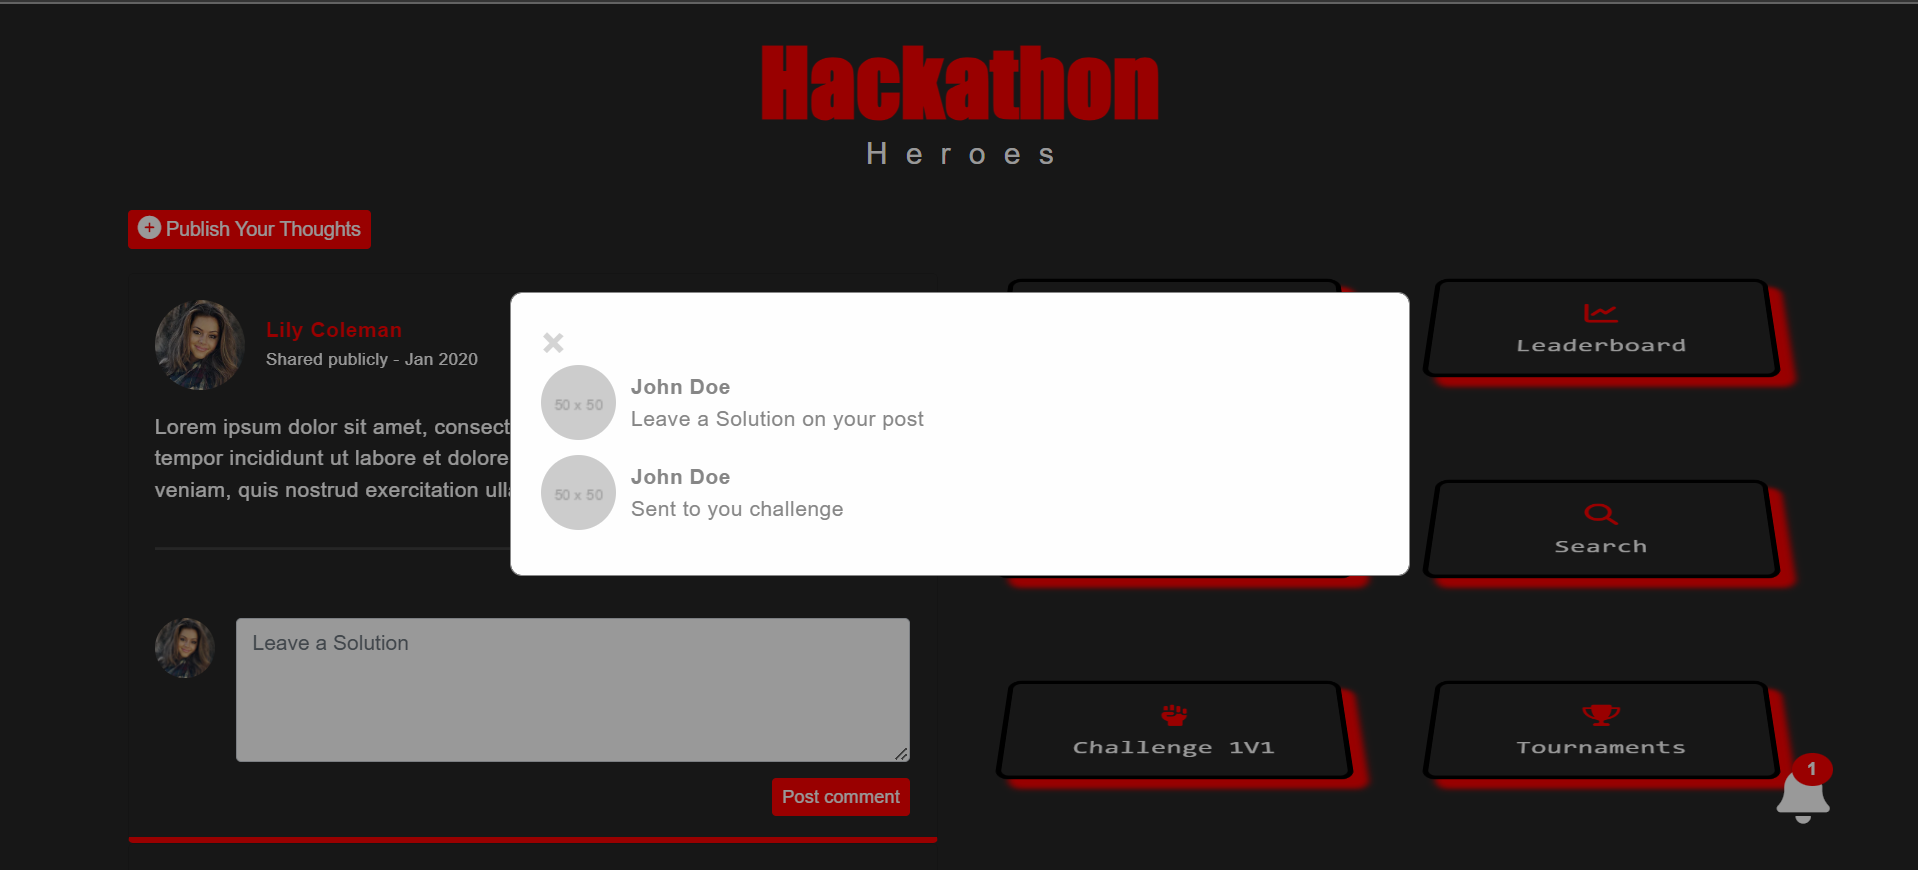 Hackathon
Heroes
Publish Your Thoughts
Lily Coleman
Shared publicly - Jan 2020
Lorem ipsum dolor sit amet, consect
tempor incididunt ut labore et dolore
veniam, quis nostrud exercitation ull
Leave a Solution
Post comment
50 x 50
John Doe
Leave a Solution on your post
50 x 50
John Doe
Sent to you challenge
Leaderboard
Search
Challenge 1V1
Tournaments
1